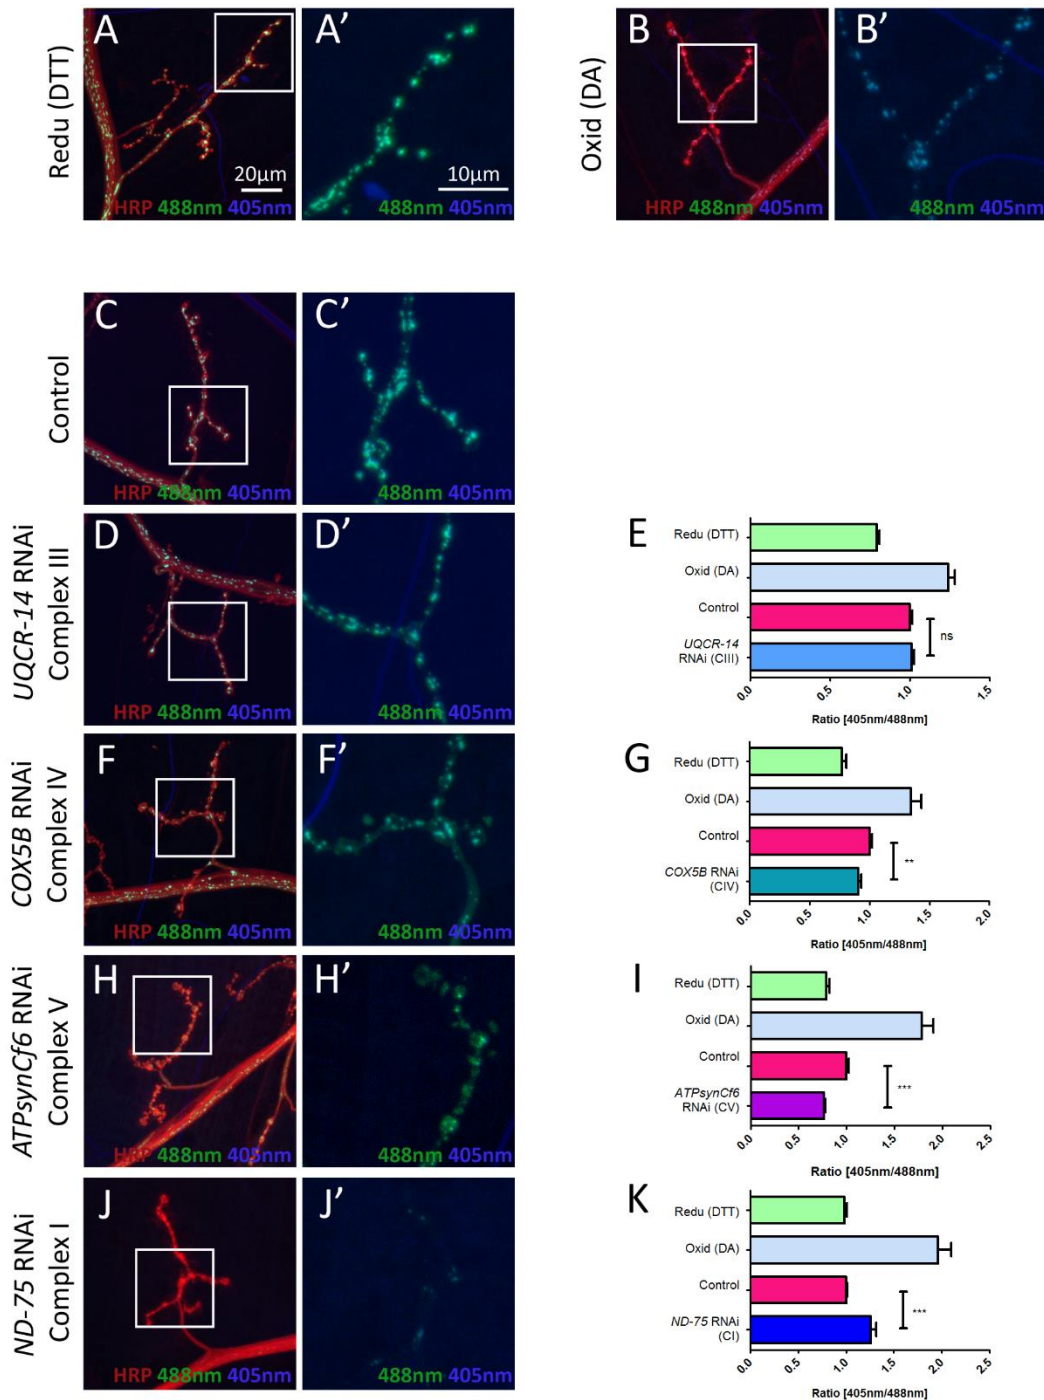 Redu (DTT)
A
20µm
HRP 488nm 405nm
A'
10µm
488nm 405nm
Oxid (DA)
B
HRP 488nm 405nm
B'
488nm 405nm
Control
C
HRP 488nm 405nm
C'
488nm 405nm
UQCR-14 RNAi
Complex III
D
HRP 488nm 405nm
D'
488nm 405nm
E
Redu (DTT)
Oxid (DA)
Control
UQCR-14
RNAi (CIII)
ns
0.0 0.5 1.0 1.5
Ratio [405nm/488nm]
COX5B RNAi
Complex IV
F
HRP 488nm 405nm
F'
488nm 405nm
G
Redu (DTT)
Oxid (DA)
Control
COX5B RNAi
(CIV)
**
0.0 0.5 1.0 1.5 2.0
Ratio [405nm/488nm]
ATPsynCf6 RNAi
Complex V
H
HRP 488nm 405nm
H'
488nm 405nm
I
Redu (DTT)
Oxid (DA)
Control
ATPsynCf6
RNAi (CV)
***
0.0 0.5 1.0 1.5 2.0 2.5
Ratio [405nm/488nm]
ND-75 RNAi
Complex I
J
HRP 488nm 405nm
J'
488nm 405nm
K
Redu (DTT)
Oxid (DA)
Control
ND-75 RNAi
(CI)
***
0.0 0.5 1.0 1.5 2.0 2.5
Ratio [405nm/488nm]